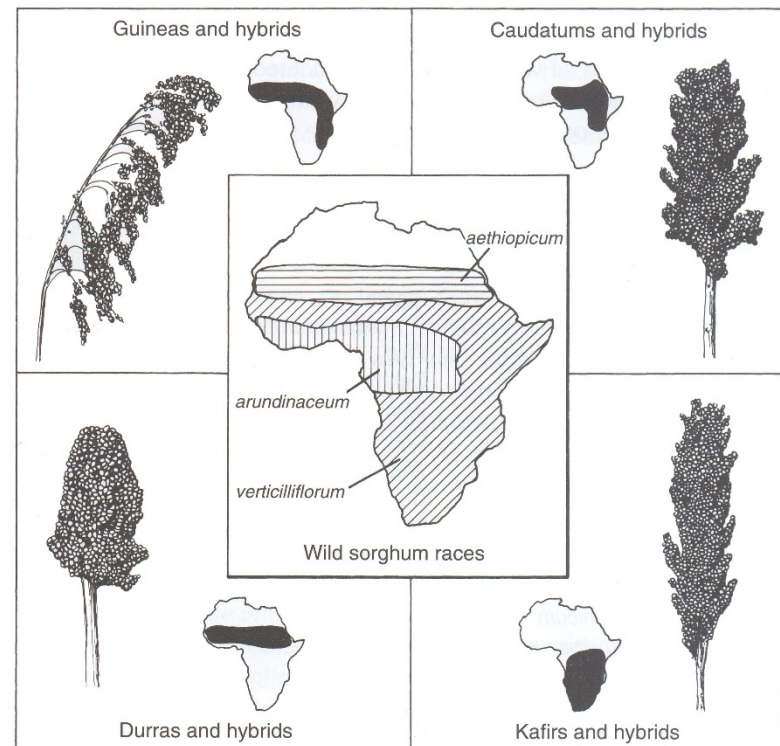 Guineas and hybrids
Caudatums and hybrids
aethiopicum
arundinaceum
verticilliflorum
Wild sorghum races
Durras and hybrids
Kafirs and hybrids